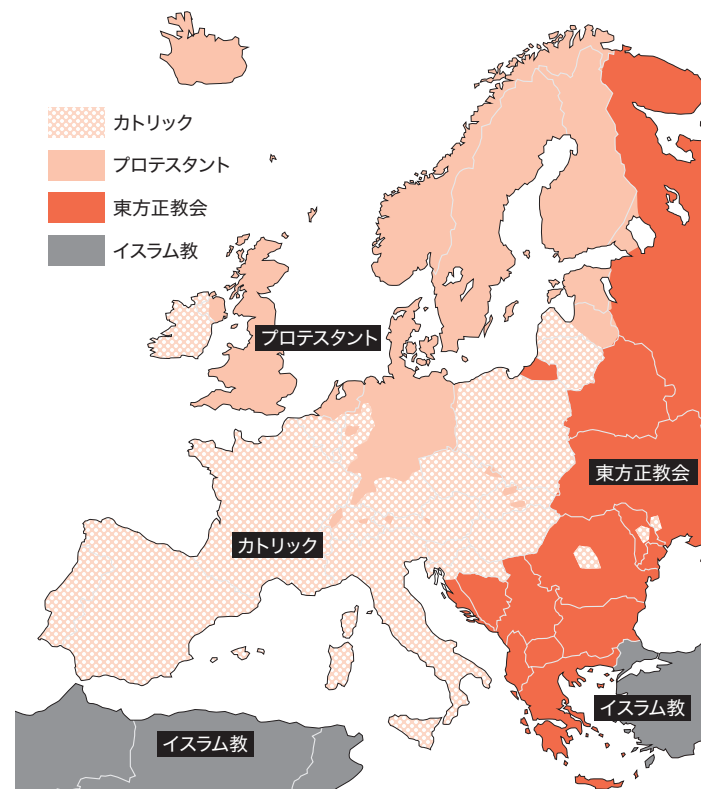 カトリック
プロテスタント
東方正教会
イスラム教
プロテスタント
東方正教会
カトリック
イスラム教
イスラム教